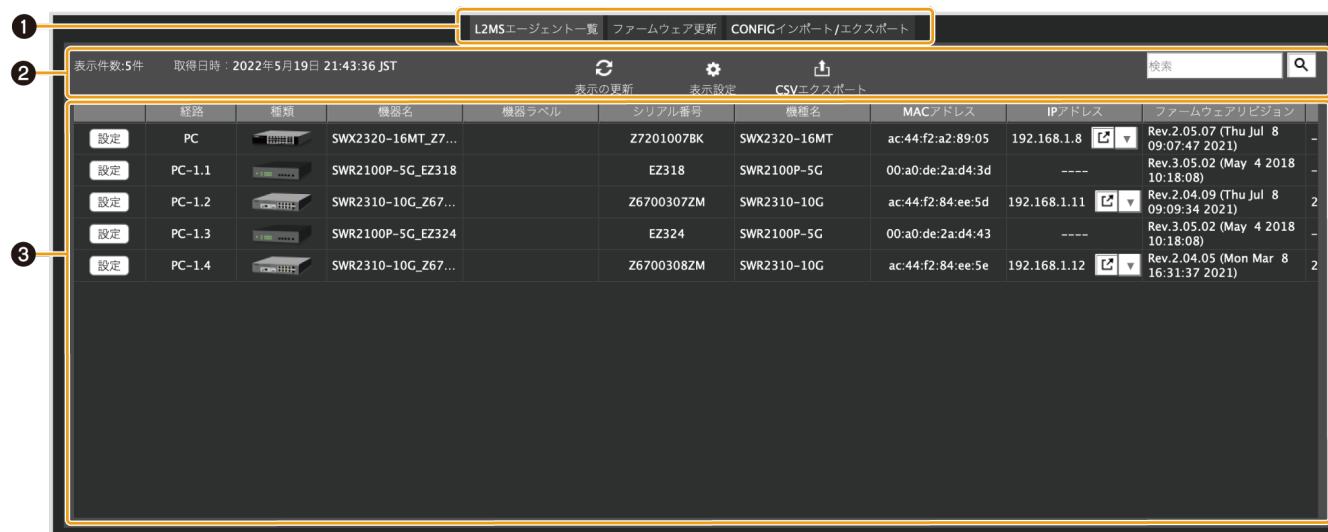 ❶
L2MSエージェント一覧 ファームウェア更新 CONFIGインポート/エクスポート
❷
表示件数:5件 取得日時：2022年5月19日 21:43:36 JST
表示の更新 表示設定 CSVエクスポート
検索
❸
経路 種類 機器名 機器ラベル シリアル番号 機種名 MACアドレス IPアドレス ファームウェアリビジョン
設定 PC SWX2320-16MT_Z7... Z7201007BK SWX2320-16MT ac:44:f2:a2:89:05 192.168.1.8 Rev.2.05.07 (Thu Jul 8
09:07:47 2021)
設定 PC-1.1 SWR2100P-5G_EZ318 EZ318 SWR2100P-5G 00:a0:de:2a:d4:3d ---- Rev.3.05.02 (May 4 2018
10:18:08)
設定 PC-1.2 SWR2310-10G_Z67... Z6700307ZM SWR2310-10G ac:44:f2:84:ee:5d 192.168.1.11 Rev.2.04.09 (Thu Jul 8
09:09:34 2021)
設定 PC-1.3 SWR2100P-5G_EZ324 EZ324 SWR2100P-5G 00:a0:de:2a:d4:43 ---- Rev.3.05.02 (May 4 2018
10:18:08)
設定 PC-1.4 SWR2310-10G_Z67... Z6700308ZM SWR2310-10G ac:44:f2:84:ee:5e 192.168.1.12 Rev.2.04.05 (Mon Mar 8
16:31:37 2021)